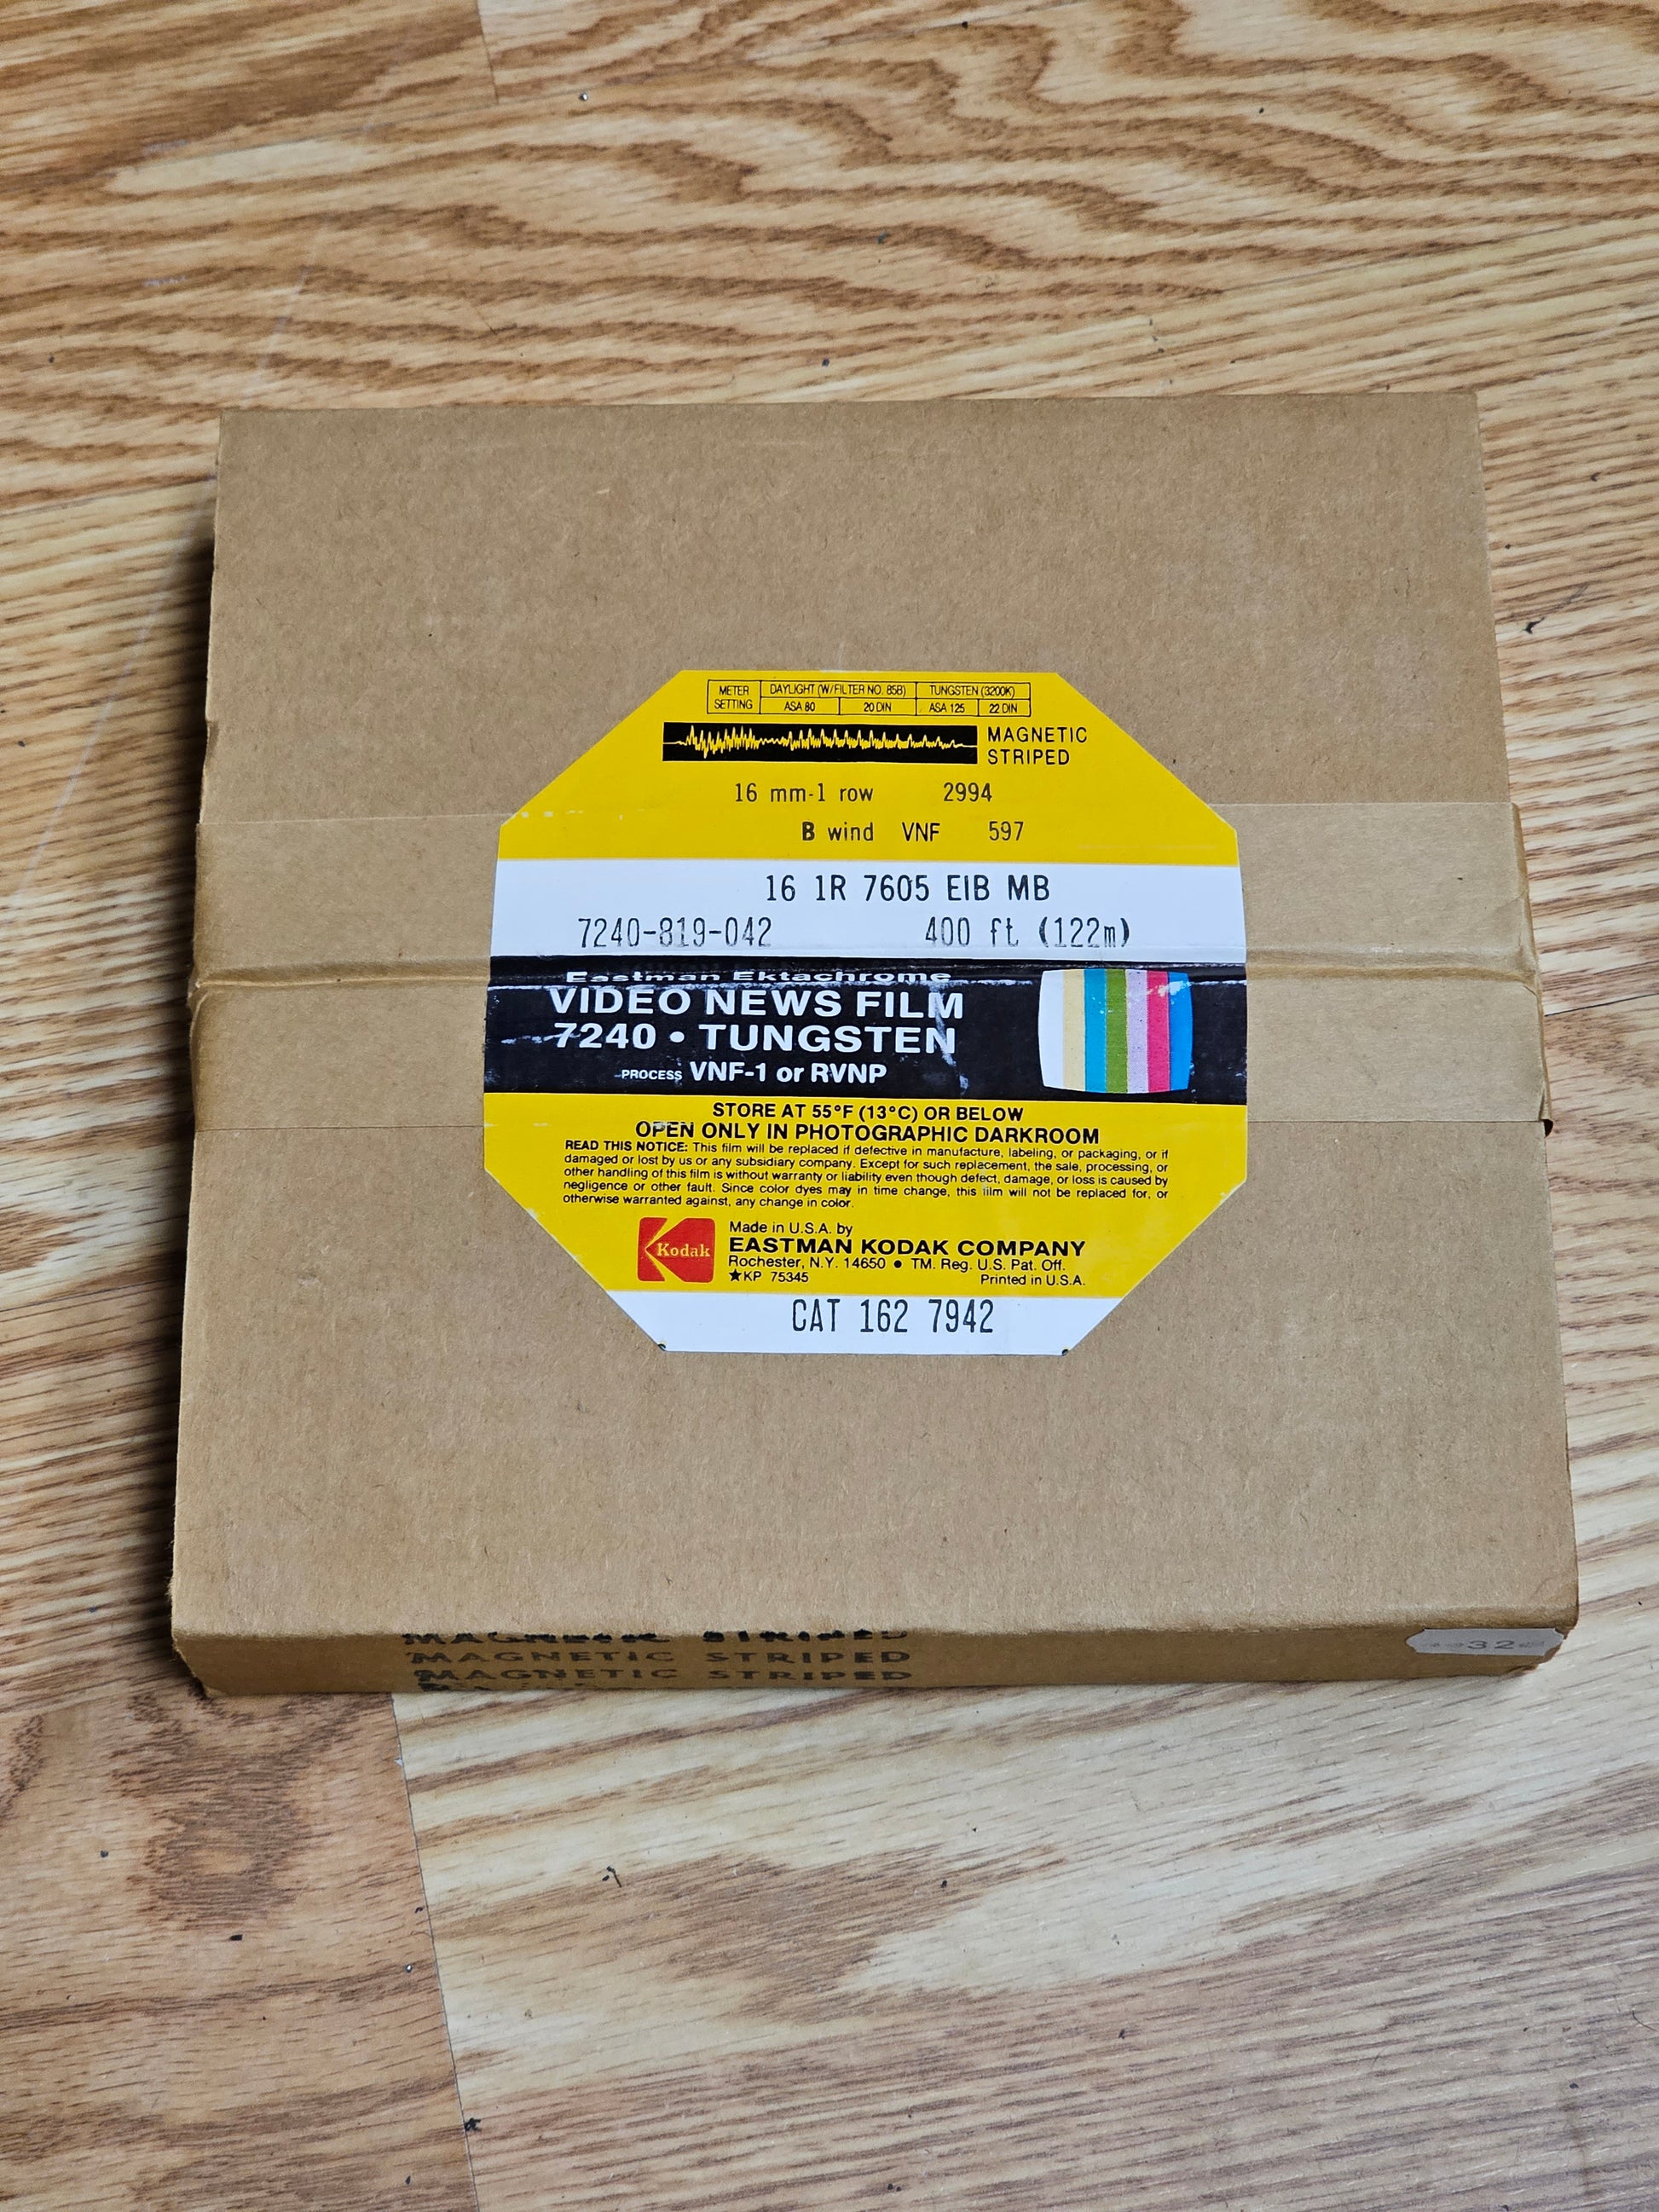 METER SETTING DAYLIGHT (W/FILTER NO. 85B) TUNGSTEN (3200K)
ASA 80 20 DIN ASA 125 22 DIN
MAGNETIC
STRIPED
16 mm-1 row 2994
B wind VNF 597
16 1R 7605 EIB MB
7240-819-042 400 ft (122m)
Eastman Ektachrome
VIDEO NEWS FILM
7240 • TUNGSTEN
PROCESS VNF-1 or RVNP
STORE AT 55°F (13°C) OR BELOW
OPEN ONLY IN PHOTOGRAPHIC DARKROOM
READ THIS NOTICE: This film will be replaced if defective in manufacture, labeling, or packaging, or if
damaged or lost by us or any subsidiary company. Except for such replacement, the sale, processing, or
other handling of this film is without warranty or liability even though defect, damage, or loss is caused by
negligence or other fault. Since color dyes may in time change, this film will not be replaced for, or
otherwise warranted against, any change in color.
Kodak
Made in U.S.A. by
EASTMAN KODAK COMPANY
Rochester, N.Y. 14650 • TM. Reg. U.S. Pat. Off.
★KP 75345 Printed in U.S.A.
CAT 162 7942
MAGNETIC STRIPED
MAGNETIC STRIPED
MAGNETIC STRIPED
32